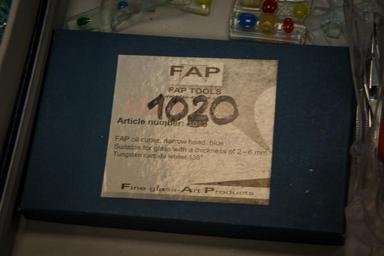 FAP
FAP TOOLS
1020
Article number:
FAP oil cutter, narrow head, blue
Suitable for glass with a thickness of 2 - 6 mm
Tungsten carbide wheel 135°
Fine glass-Art Products